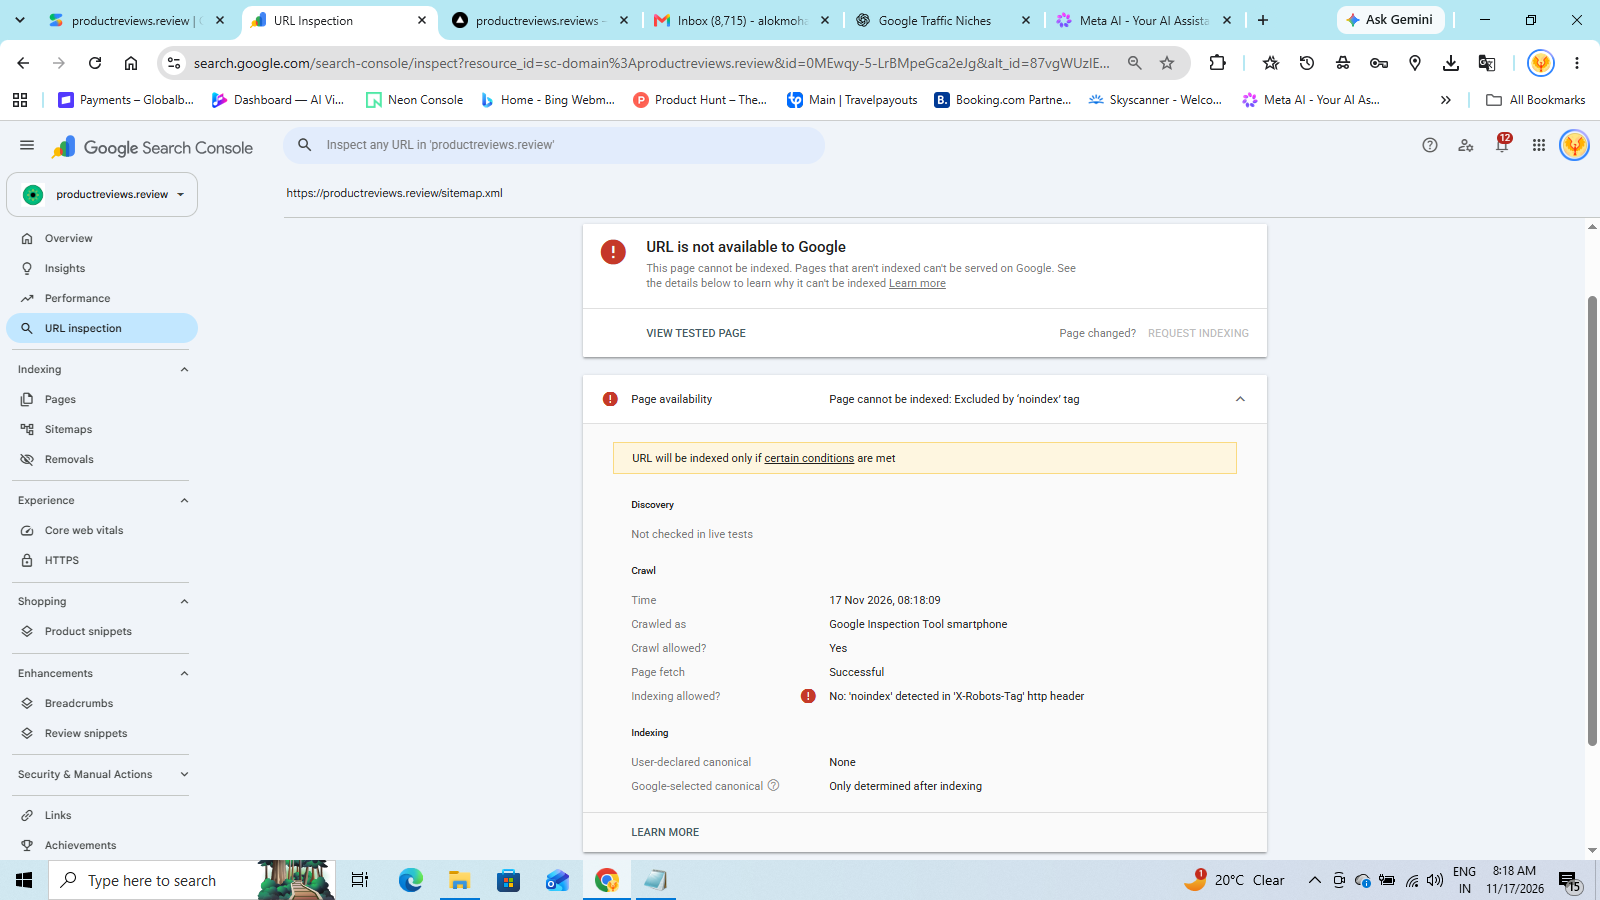 productreviews.review | G
URL Inspection
productreviews.reviews –
Inbox (8,715) - alokmoha
Google Traffic Niches
Meta AI - Your AI Assista
Ask Gemini
search.google.com/search-console/inspect?resource_id=sc-domain%3Aproductreviews.review&id=0MEwqy-5-LrBMpeGca2eJg&alt_id=87vgWUzlE...
Payments – Globalb...
Dashboard — AI Vi...
Neon Console
Home - Bing Webm...
Product Hunt – The...
Main | Travelpayouts
Booking.com Partne...
Skyscanner - Welco...
Meta AI - Your AI As...
All Bookmarks
Google Search Console
Inspect any URL in 'productreviews.review'
12
productreviews.review
https://productreviews.review/sitemap.xml
Overview
Insights
Performance
URL inspection
Indexing
Pages
Sitemaps
Removals
Experience
Core web vitals
HTTPS
Shopping
Product snippets
Enhancements
Breadcrumbs
Review snippets
Security & Manual Actions
Links
Achievements
URL is not available to Google
This page cannot be indexed. Pages that aren't indexed can't be served on Google. See
the details below to learn why it can't be indexed Learn more
VIEW TESTED PAGE
Page changed? REQUEST INDEXING
Page availability
Page cannot be indexed: Excluded by 'noindex' tag
URL will be indexed only if certain conditions are met
Discovery
Not checked in live tests
Crawl
Time
17 Nov 2026, 08:18:09
Crawled as
Google Inspection Tool smartphone
Crawl allowed?
Yes
Page fetch
Successful
Indexing allowed?
No: 'noindex' detected in 'X-Robots-Tag' http header
Indexing
User-declared canonical
None
Google-selected canonical
Only determined after indexing
LEARN MORE
Type here to search
1
20°C Clear
ENG
IN
8:18 AM
11/17/2026
15